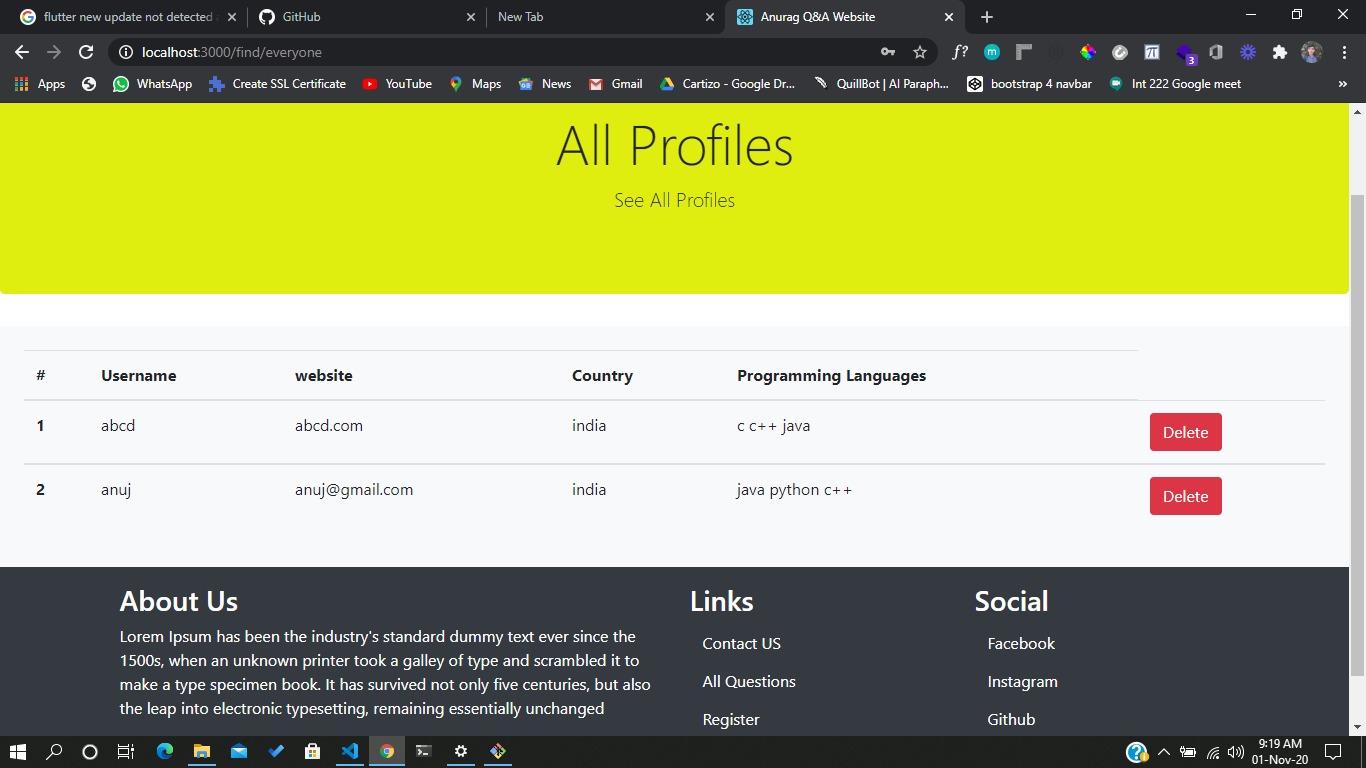 flutter new update not detected
GitHub
New Tab
Anurag Q&A Website
localhost:3000/find/everyone
f?
m
3
Apps
WhatsApp
Create SSL Certificate
YouTube
Maps
News
Gmail
Cartizo - Google Dr...
QuillBot | AI Paraph...
bootstrap 4 navbar
Int 222 Google meet
»
All Profiles
See All Profiles
# Username website Country Programming Languages
1 abcd abcd.com india c c++ java Delete
2 anuj anuj@gmail.com india java python c++ Delete
About Us
Lorem Ipsum has been the industry's standard dummy text ever since the
1500s, when an unknown printer took a galley of type and scrambled it to
make a type specimen book. It has survived not only five centuries, but also
the leap into electronic typesetting, remaining essentially unchanged
Links
Contact US
All Questions
Register
Social
Facebook
Instagram
Github
9:19 AM
01-Nov-20